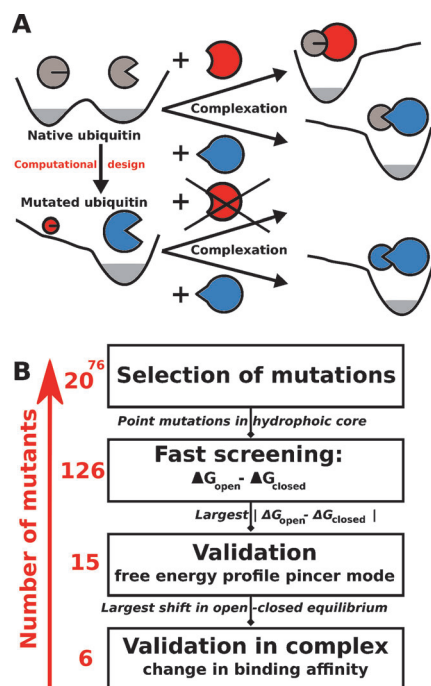 A
+
Complexation
Native ubiquitin
+
Computational design
Mutated ubiquitin
+
Complexation
+
B
Number of mutants
20^76
Selection of mutations
Point mutations in hydrophoic core
126
Fast screening:
ΔG_open - ΔG_closed
Largest | ΔG_open - ΔG_closed |
15
Validation
free energy profile pincer mode
Largest shift in open-closed equilibrium
6
Validation in complex
change in binding affinity